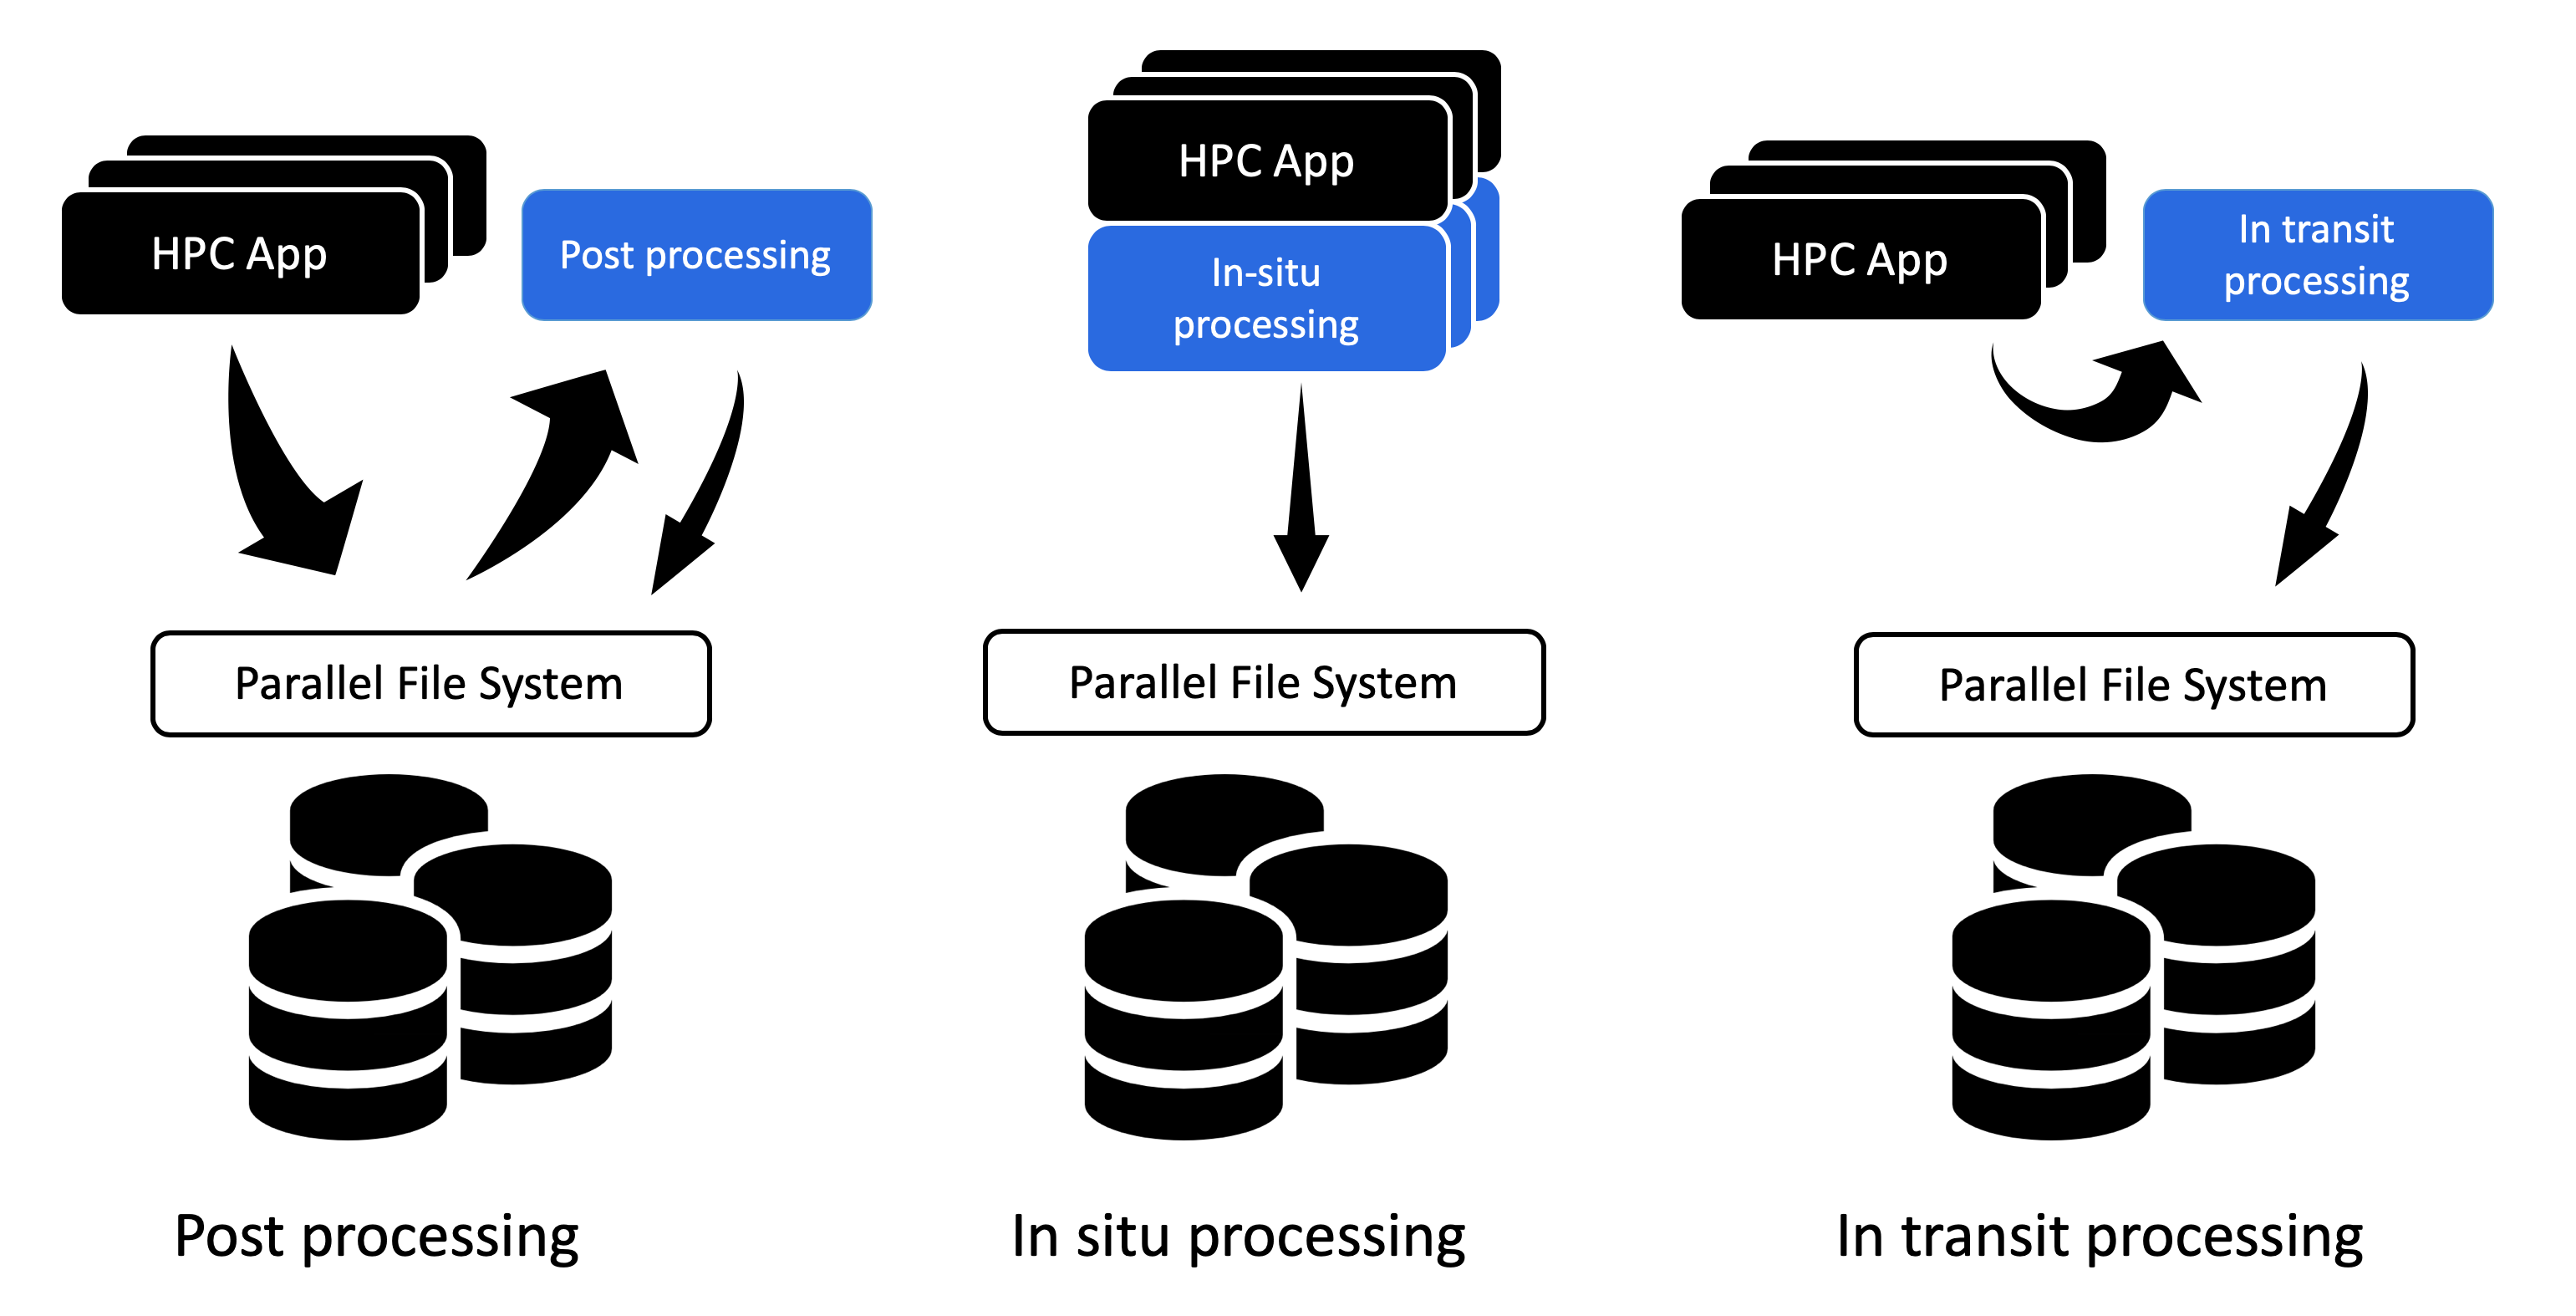 HPC App
Post processing
Parallel File System
Post processing
HPC App
In-situ
processing
Parallel File System
In situ processing
HPC App
In transit
processing
Parallel File System
In transit processing